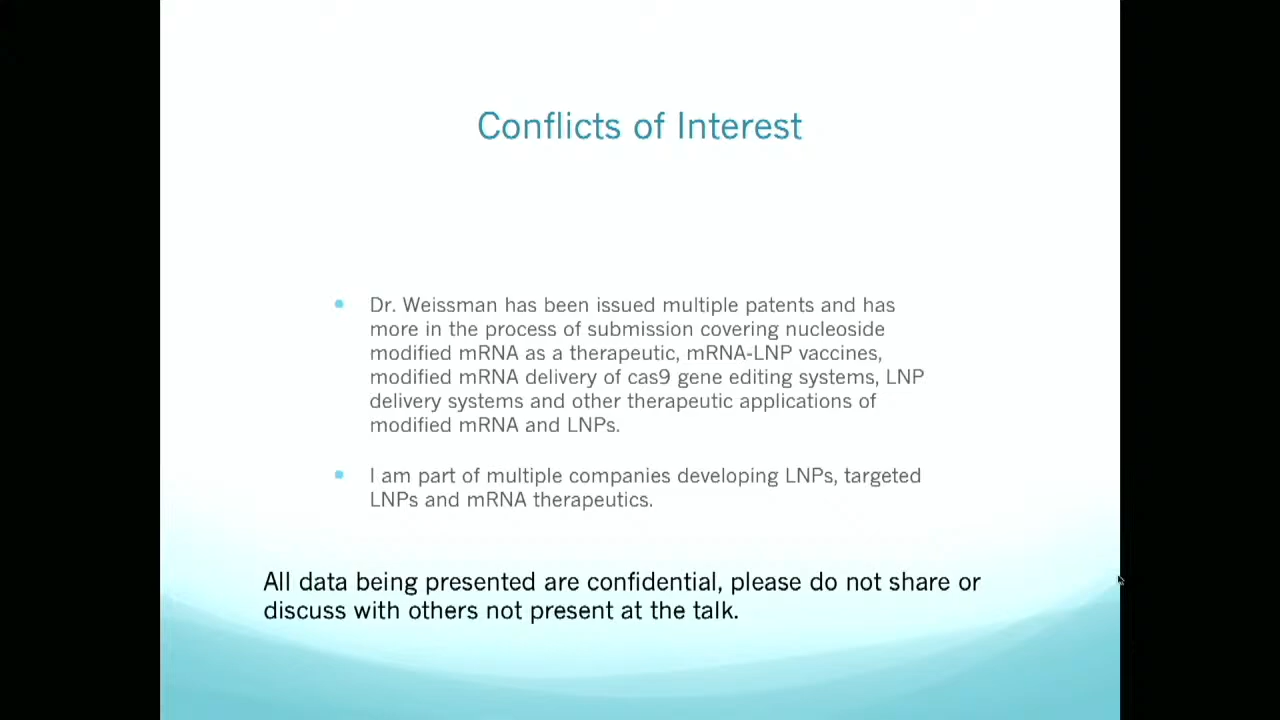 Conflicts of Interest
Dr. Weissman has been issued multiple patents and has
more in the process of submission covering nucleoside
modified mRNA as a therapeutic, mRNA-LNP vaccines,
modified mRNA delivery of cas9 gene editing systems, LNP
delivery systems and other therapeutic applications of
modified mRNA and LNPs.
I am part of multiple companies developing LNPs, targeted
LNPs and mRNA therapeutics.
All data being presented are confidential, please do not share or
discuss with others not present at the talk.